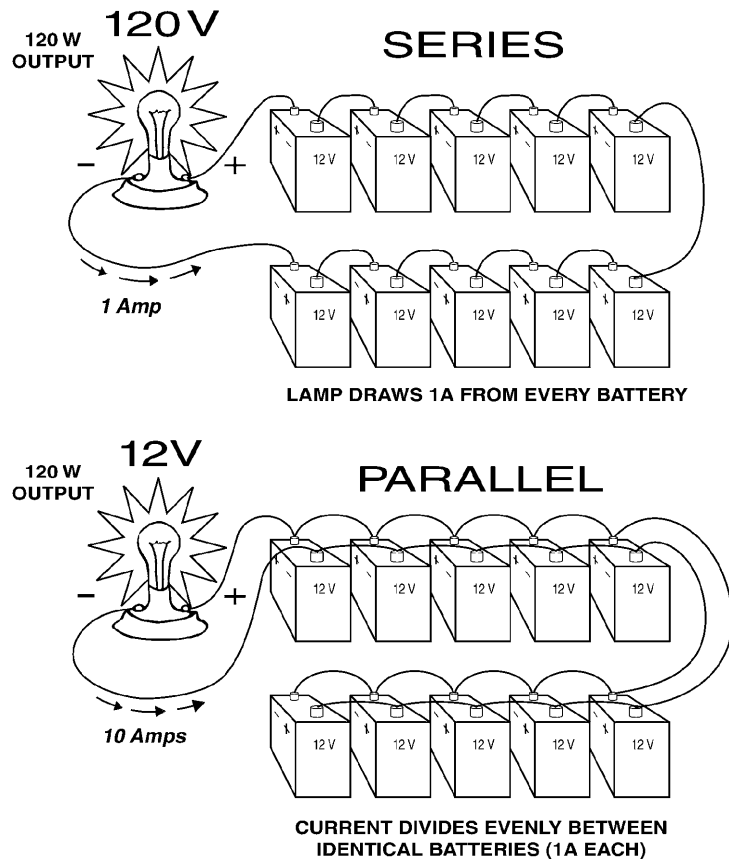 120 V
120 W
OUTPUT
SERIES
-
+
12 V 12 V 12 V 12 V 12 V
12 V 12 V 12 V 12 V 12 V
1 Amp
LAMP DRAWS 1A FROM EVERY BATTERY
12V
120 W
OUTPUT
PARALLEL
-
+
12 V 12 V 12 V 12 V 12 V
12 V 12 V 12 V 12 V 12 V
10 Amps
CURRENT DIVIDES EVENLY BETWEEN
IDENTICAL BATTERIES (1A EACH)